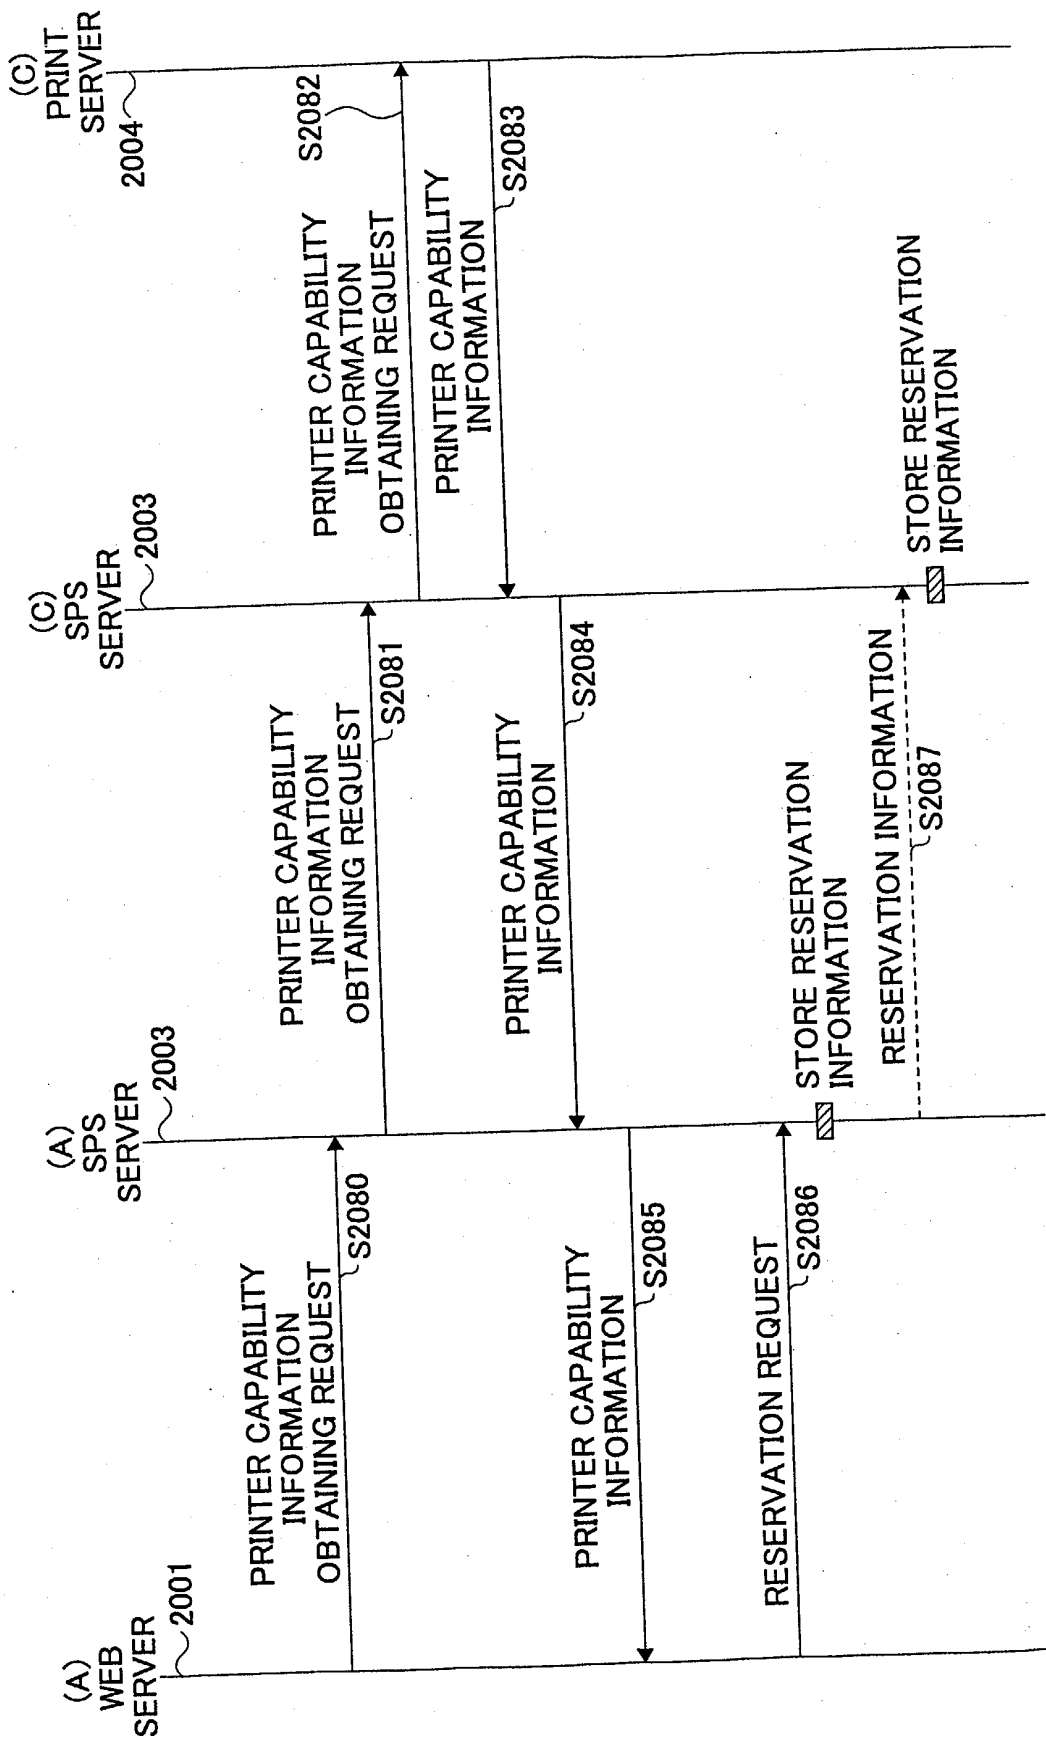 (A)
WEB
SERVER
2001
(A)
SPS
SERVER
2003
(C)
SPS
SERVER
2003
(C)
PRINT
SERVER
2004
PRINTER CAPABILITY
INFORMATION
OBTAINING REQUEST
S2080
PRINTER CAPABILITY
INFORMATION
OBTAINING REQUEST
S2081
PRINTER CAPABILITY
INFORMATION
OBTAINING REQUEST
S2082
PRINTER CAPABILITY
INFORMATION
S2083
PRINTER CAPABILITY
INFORMATION
S2084
PRINTER CAPABILITY
INFORMATION
S2085
RESERVATION REQUEST
S2086
STORE RESERVATION
INFORMATION
RESERVATION INFORMATION
S2087
STORE RESERVATION
INFORMATION